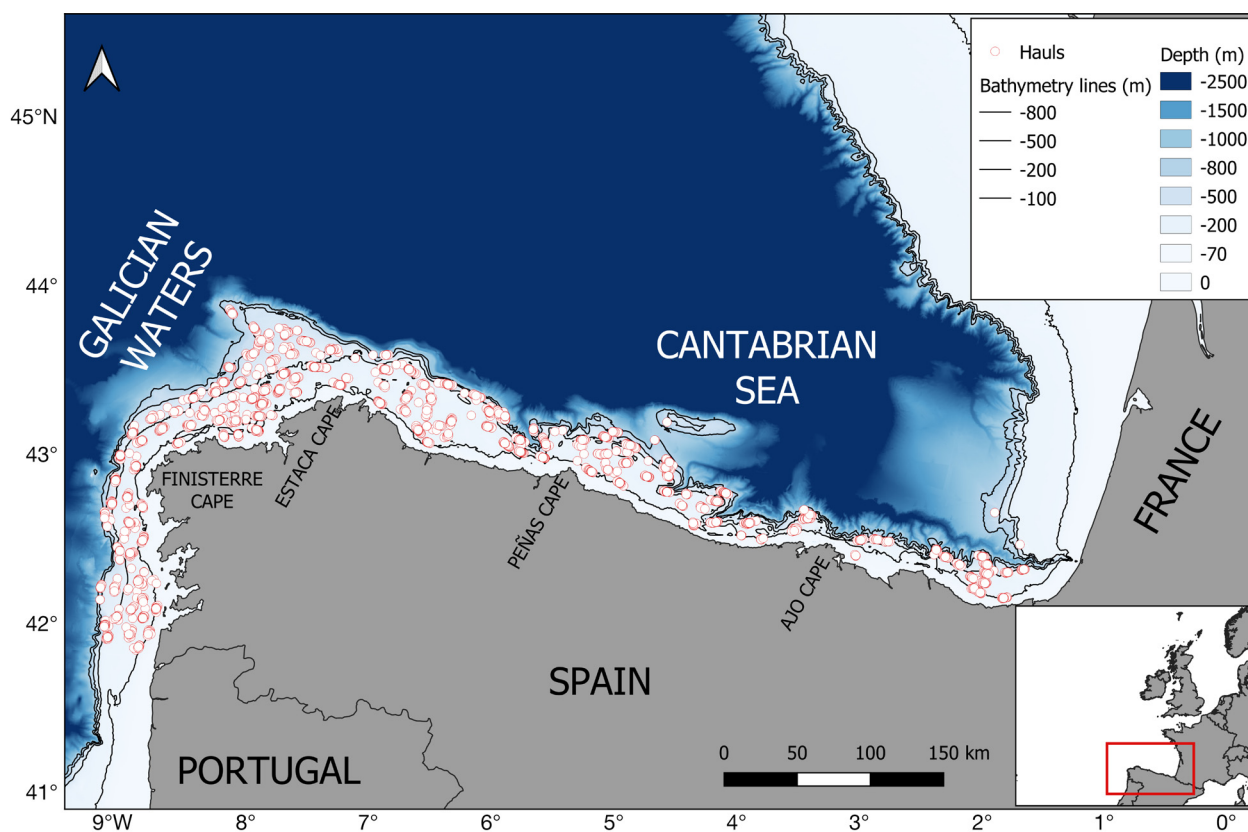 Hauls
Bathymetry lines (m)
-800
-500
-200
-100
Depth (m)
-2500
-1500
-1000
-800
-500
-200
-70
0
45°N
44°
43°
42°
41°
GALICIAN
WATERS
CANTABRIAN
SEA
FINISTERRE
CAPE
ESTACA CAPE
PEÑAS CAPE
AJO CAPE
FRANCE
SPAIN
PORTUGAL
0 50 100 150 km
9°W 8° 7° 6° 5° 4° 3° 2° 1° 0°